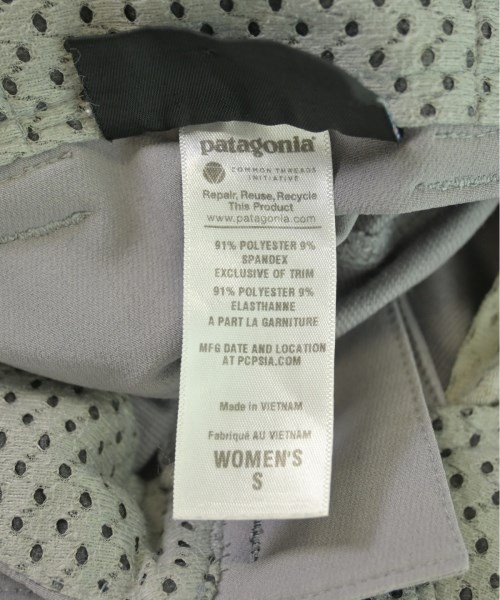 patagonia®
COMMON THREADS
INITIATIVE
Repair, Reuse, Recycle
This Product
www.patagonia.com
91% POLYESTER 9%
SPANDEX
EXCLUSIVE OF TRIM
91% POLYESTER 9%
ELASTHANNE
A PART LA GARNITURE
MFG DATE AND LOCATION
AT PCPSIA.COM
Made in VIETNAM
Fabriqué AU VIETNAM
WOMEN'S
S